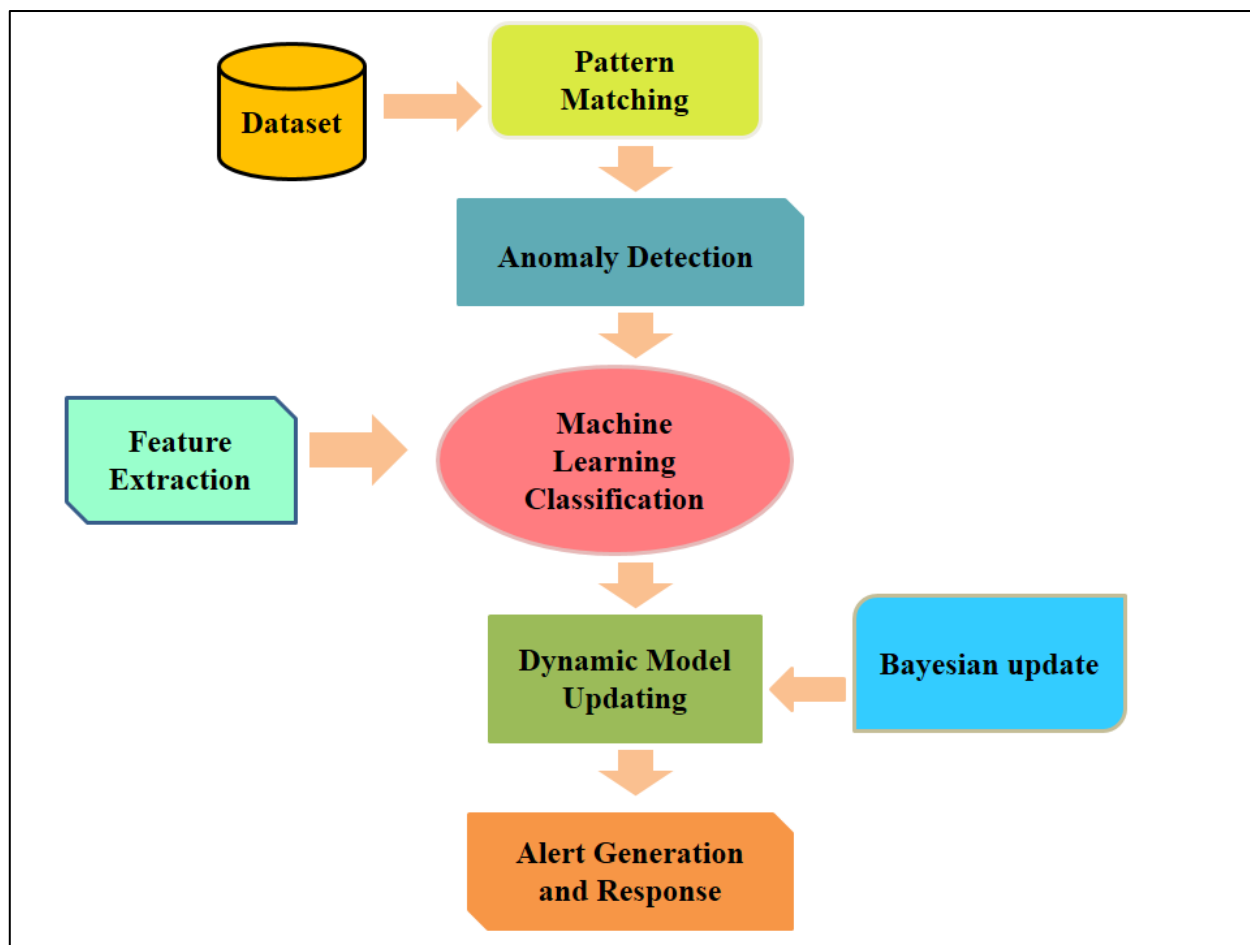 Dataset
Pattern
Matching
Anomaly Detection
Feature
Extraction
Machine
Learning
Classification
Dynamic Model
Updating
Bayesian update
Alert Generation
and Response